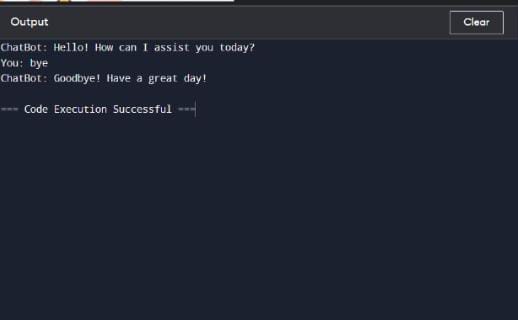 Output
Clear
ChatBot: Hello! How can I assist you today?
You: bye
ChatBot: Goodbye! Have a great day!
=== Code Execution Successful ===